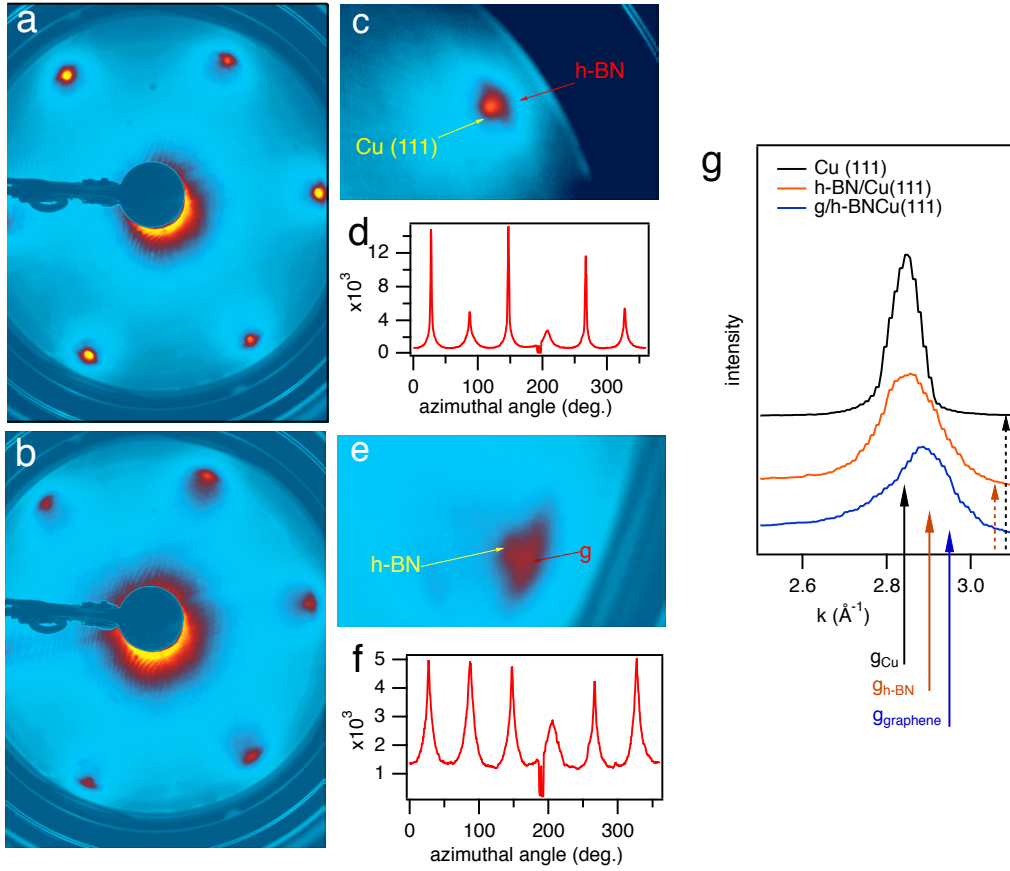 a
c
h-BN
Cu (111)
d
x10³
12
8
4
0
0
100
200
300
azimuthal angle (deg.)
b
e
h-BN
g
f
x10³
5
4
3
2
1
0
100
200
300
azimuthal angle (deg.)
g
Cu (111)
h-BN/Cu(111)
g/h-BNCu(111)
intensity
2.6
2.8
3.0
k (Å⁻¹)
gCu
gh-BN
ggraphene